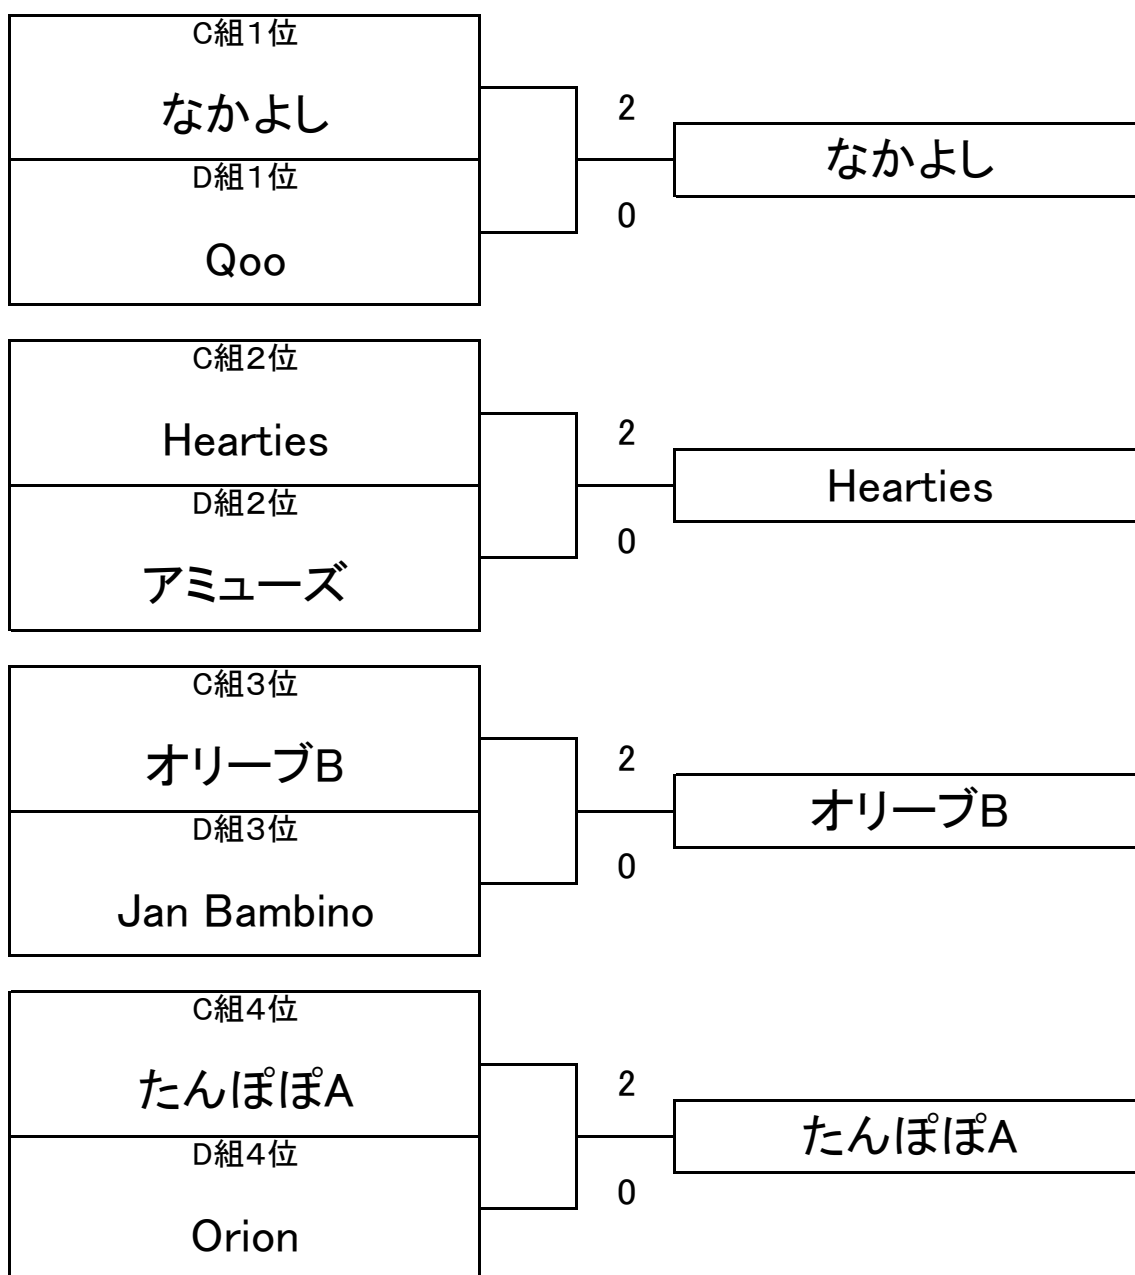 C組1位
なかよし
2
なかよし
D組1位
0
Qoo
C組2位
Hearties
2
Hearties
D組2位
0
アミューズ
C組3位
オリーブB
2
オリーブB
D組3位
0
Jan Bambino
C組4位
たんぽぽA
2
たんぽぽA
D組4位
0
Orion